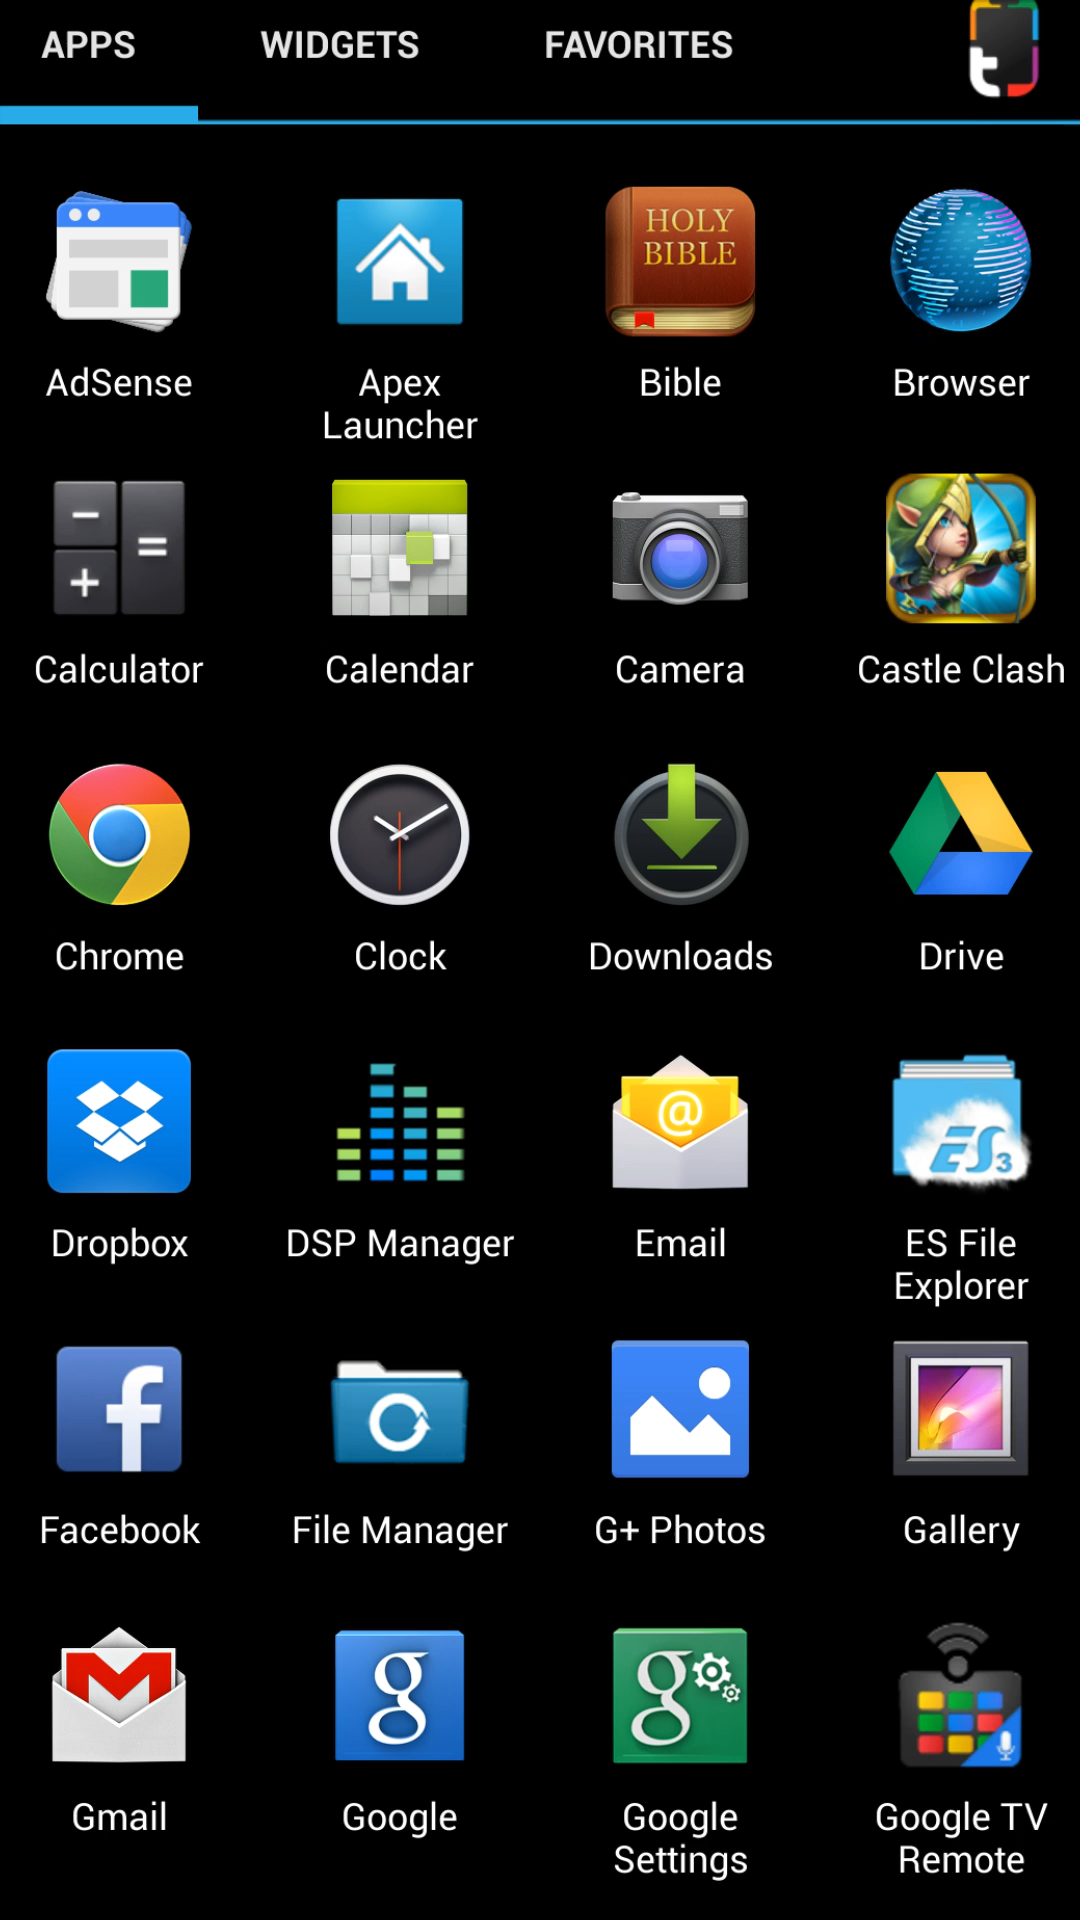 APPS WIDGETS FAVORITES
t
HOLY
BIBLE
AdSense Apex Bible Browser
Launcher
Calculator Calendar Camera Castle Clash
Chrome Clock Downloads Drive
@
ES3
Dropbox DSP Manager Email ES File
Explorer
f
Facebook File Manager G+ Photos Gallery
M g g
Gmail Google Google Google TV
Settings Remote